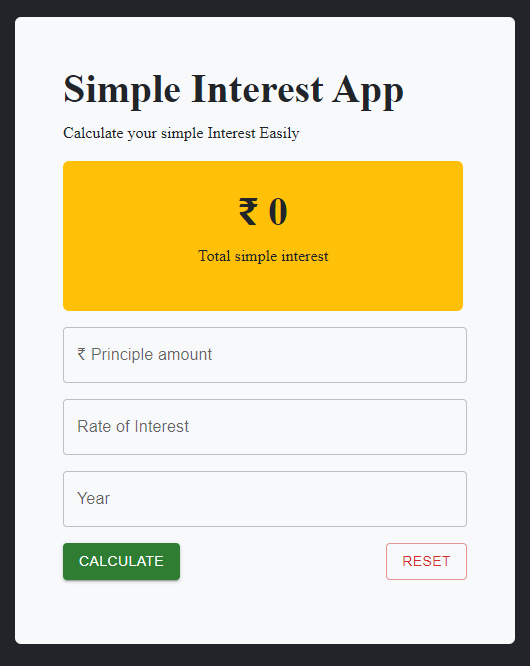 Simple Interest App
Calculate your simple Interest Easily
₹ 0
Total simple interest
₹ Principle amount
Rate of Interest
Year
CALCULATE
RESET